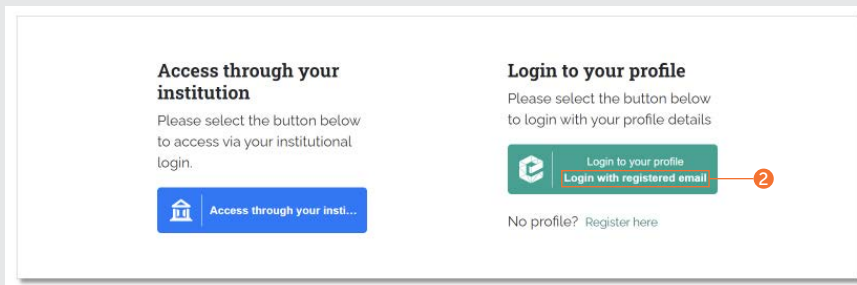 Access through your
institution
Please select the button below
to access via your institutional
login.
Access through your insti...
Login to your profile
Please select the button below
to login with your profile details
Login to your profile
Login with registered email
2
No profile? Register here